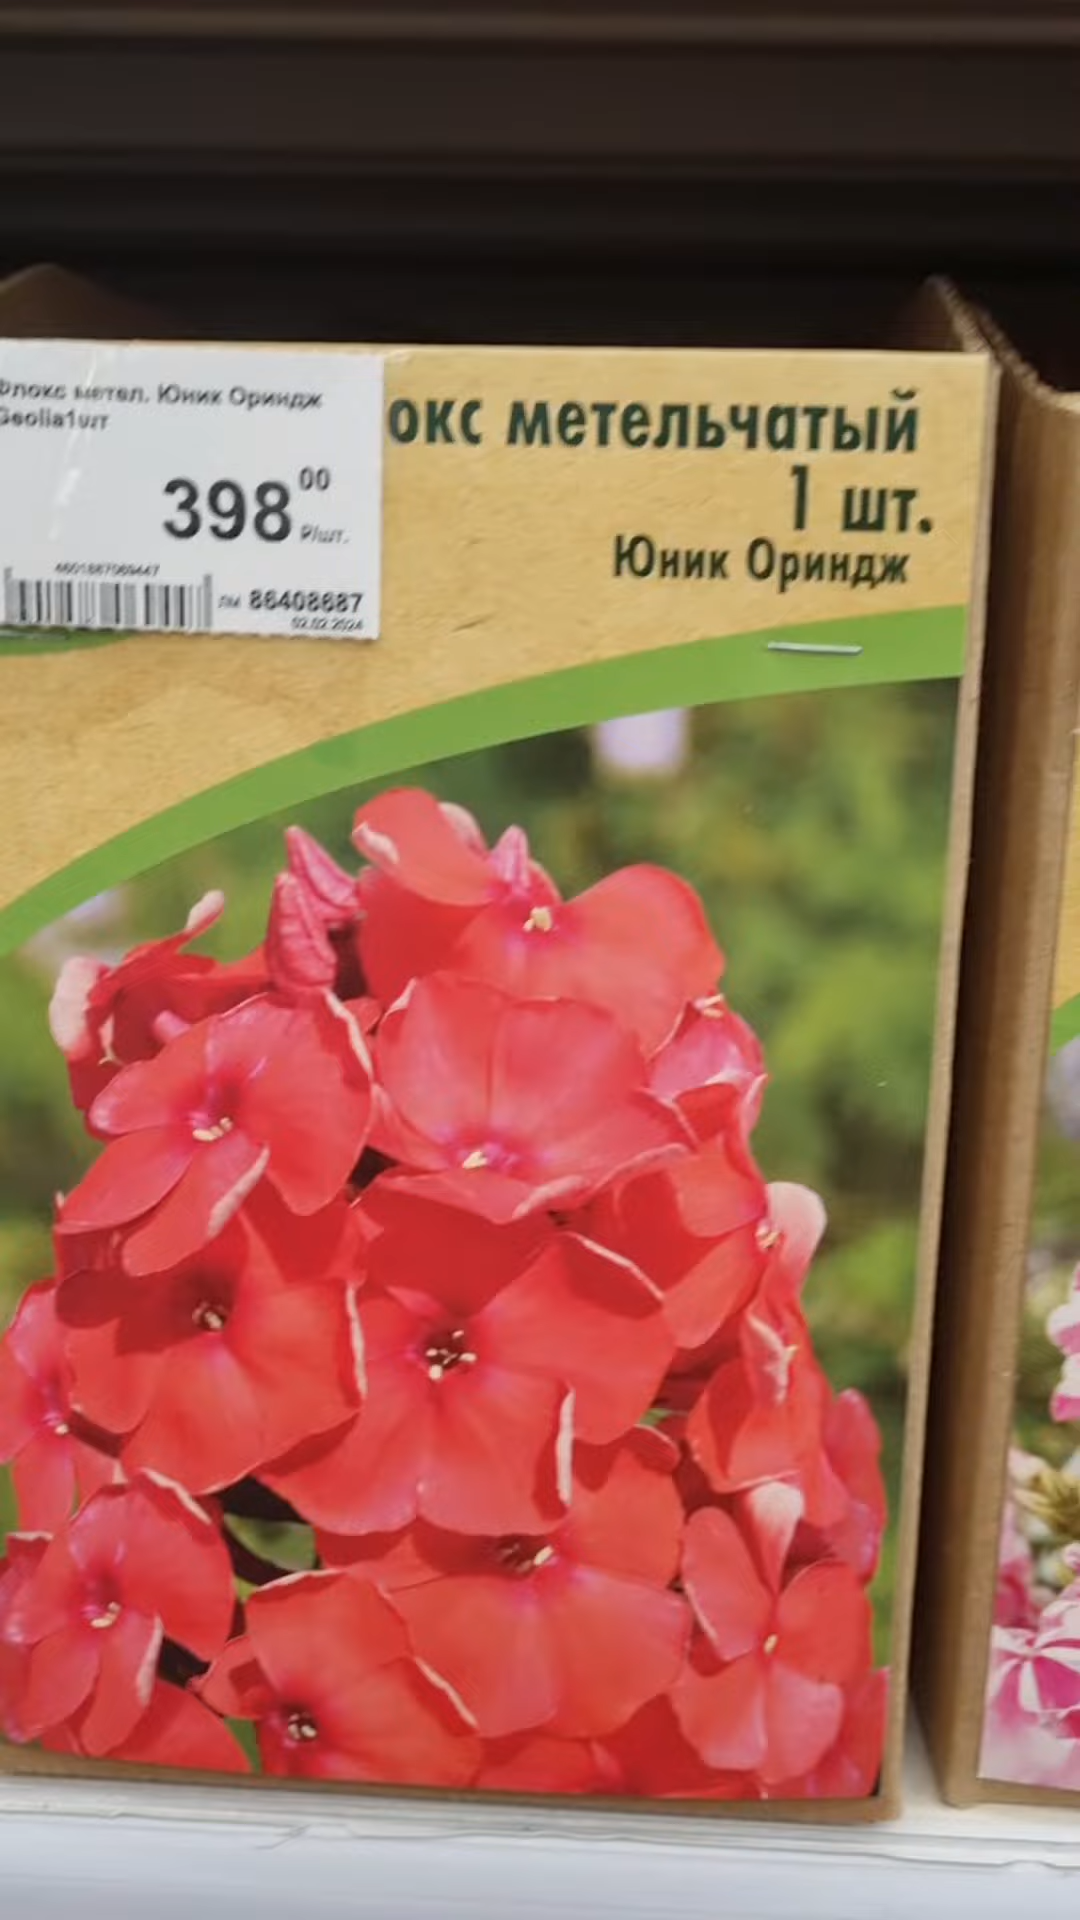 Флокс метел. Юник Ориндж
Geolia1шт
398 00
₽/шт.
4601887069447
ЛМ 86408687
02.02.2024
окс метельчатый
1 шт.
Юник Ориндж